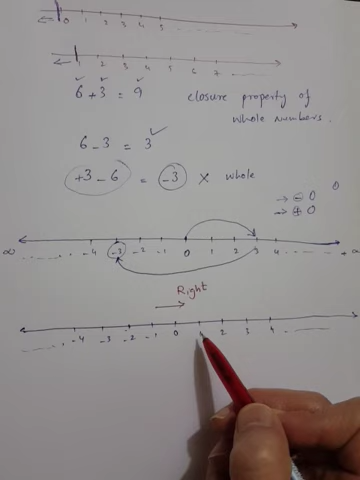 0 1 2 3 4 5
1 2 3 4 5 6 7 ........
6 + 3 = 9 closure property of
whole numbers.
6 - 3 = 3
+3 - 6 = -3 × whole
0
→ - 0
→ + 0
∞ ........ -4 -3 -2 -1 0 1 2 3 4 ........ +∞
Right
........ -4 -3 -2 -1 0 1 2 3 4 ........